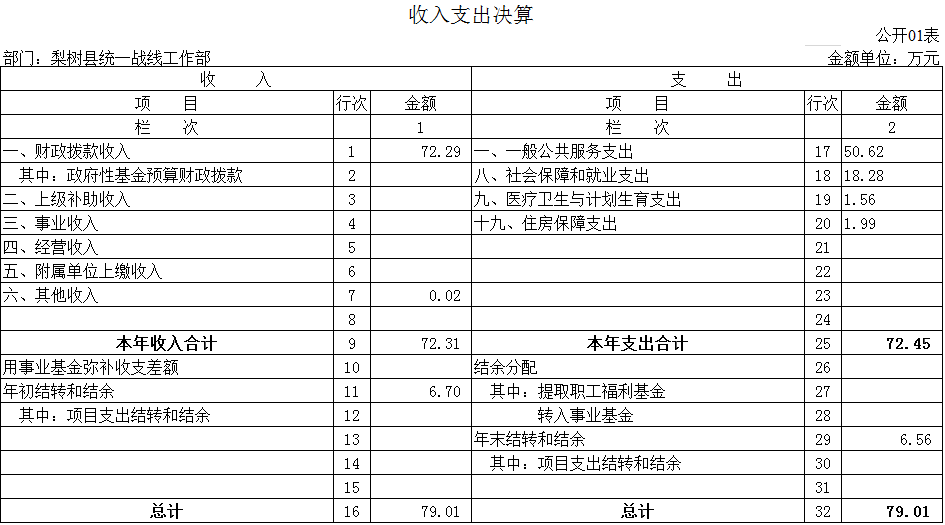 收入支出决算
公开01表
部门：梨树县统一战线工作部 金额单位：万元
收 入 支 出
项 目 行次 金额 项 目 行次 金额
栏 次 1 栏 次 2
一、财政拨款收入 1 72.29 一、一般公共服务支出 17 50.62
其中：政府性基金预算财政拨款 2 八、社会保障和就业支出 18 18.28
二、上级补助收入 3 九、医疗卫生与计划生育支出 19 1.56
三、事业收入 4 十九、住房保障支出 20 1.99
四、经营收入 5 21
五、附属单位上缴收入 6 22
六、其他收入 7 0.02 23
8 24
本年收入合计 9 72.31 本年支出合计 25 72.45
用事业基金弥补收支差额 10 结余分配 26
年初结转和结余 11 6.70 其中：提取职工福利基金 27
其中：项目支出结转和结余 12 转入事业基金 28
13 年末结转和结余 29 6.56
14 其中：项目支出结转和结余 30
15 31
总计 16 79.01 总计 32 79.01